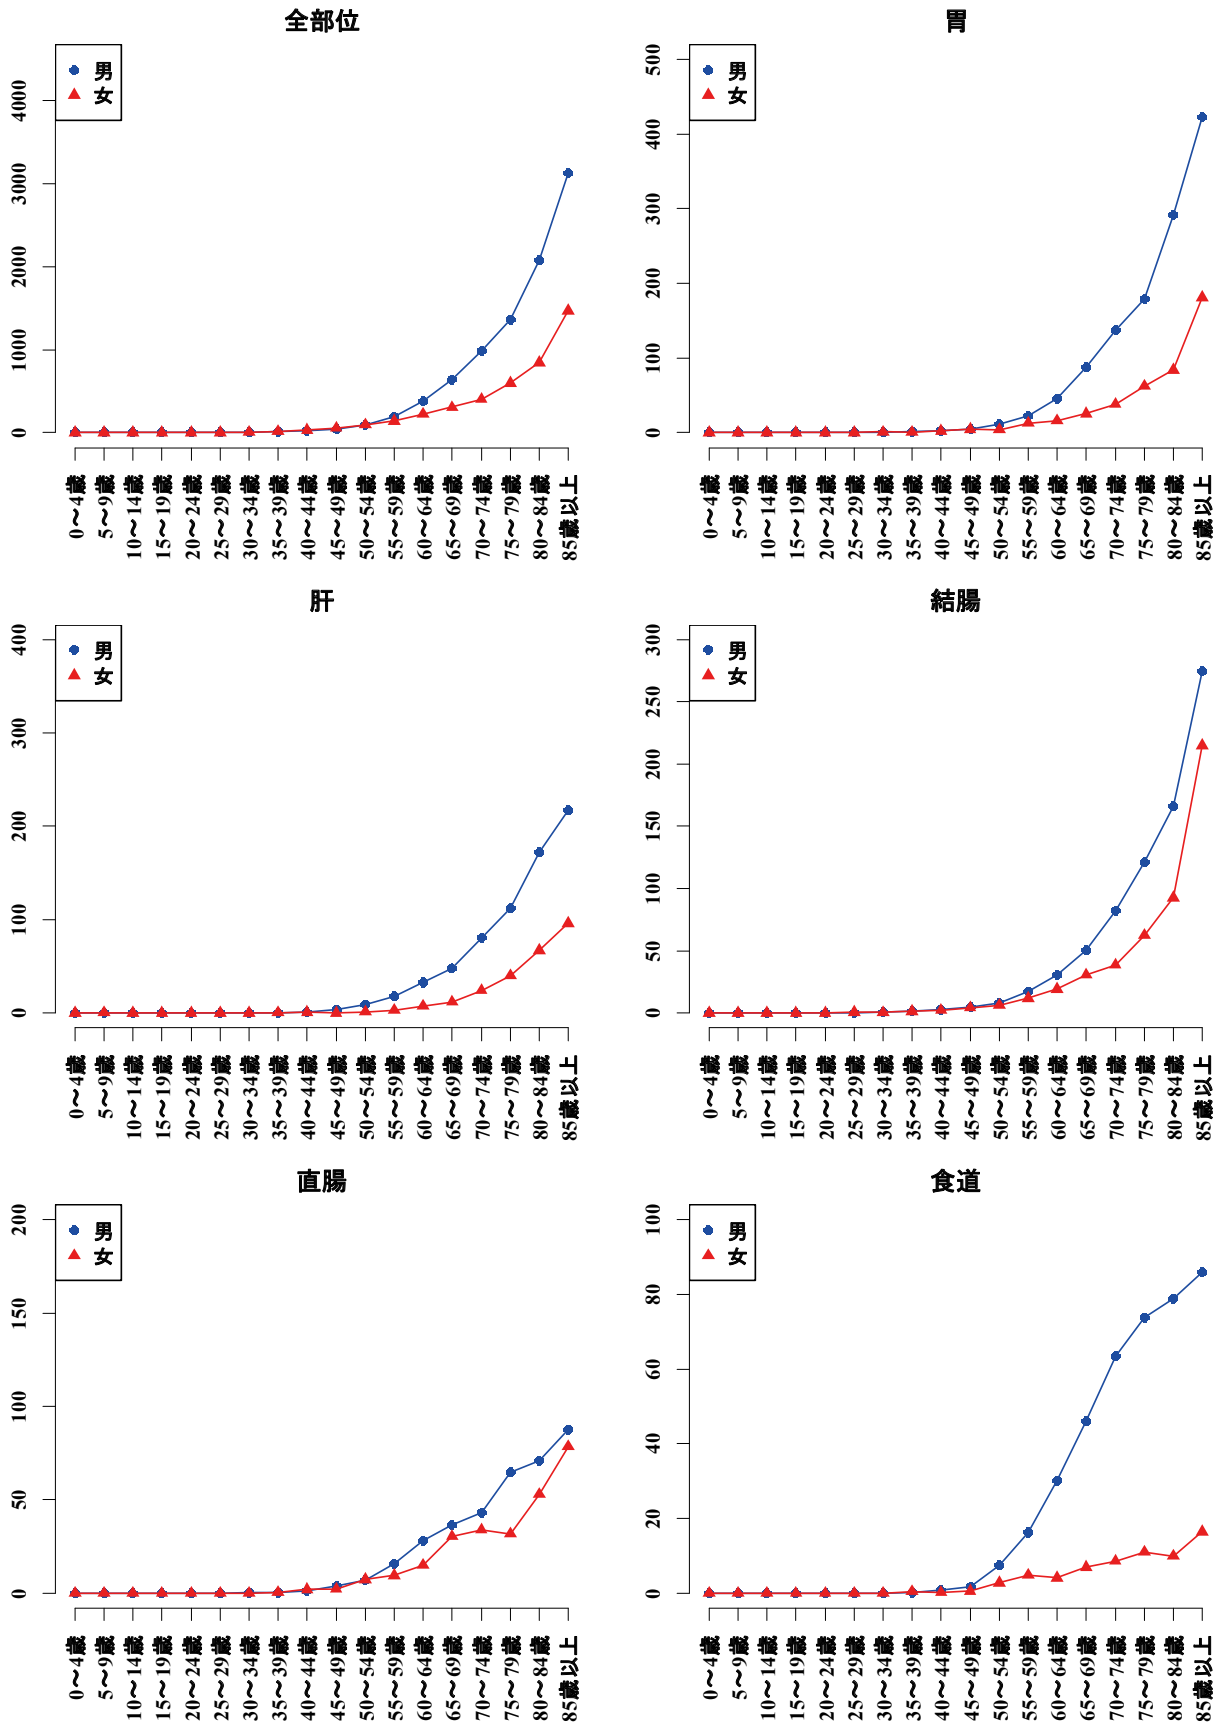 全部位
男
女
4000
3000
2000
1000
0
0～4歳
5～9歳
10～14歳
15～19歳
20～24歳
25～29歳
30～34歳
35～39歳
40～44歳
45～49歳
50～54歳
55～59歳
60～64歳
65～69歳
70～74歳
75～79歳
80～84歳
85歳以上
胃
男
女
500
400
300
200
100
0
0～4歳
5～9歳
10～14歳
15～19歳
20～24歳
25～29歳
30～34歳
35～39歳
40～44歳
45～49歳
50～54歳
55～59歳
60～64歳
65～69歳
70～74歳
75～79歳
80～84歳
85歳以上
肝
男
女
400
300
200
100
0
0～4歳
5～9歳
10～14歳
15～19歳
20～24歳
25～29歳
30～34歳
35～39歳
40～44歳
45～49歳
50～54歳
55～59歳
60～64歳
65～69歳
70～74歳
75～79歳
80～84歳
85歳以上
結腸
男
女
300
250
200
150
100
50
0
0～4歳
5～9歳
10～14歳
15～19歳
20～24歳
25～29歳
30～34歳
35～39歳
40～44歳
45～49歳
50～54歳
55～59歳
60～64歳
65～69歳
70～74歳
75～79歳
80～84歳
85歳以上
直腸
男
女
200
150
100
50
0
0～4歳
5～9歳
10～14歳
15～19歳
20～24歳
25～29歳
30～34歳
35～39歳
40～44歳
45～49歳
50～54歳
55～59歳
60～64歳
65～69歳
70～74歳
75～79歳
80～84歳
85歳以上
食道
男
女
100
80
60
40
20
0
0～4歳
5～9歳
10～14歳
15～19歳
20～24歳
25～29歳
30～34歳
35～39歳
40～44歳
45～49歳
50～54歳
55～59歳
60～64歳
65～69歳
70～74歳
75～79歳
80～84歳
85歳以上